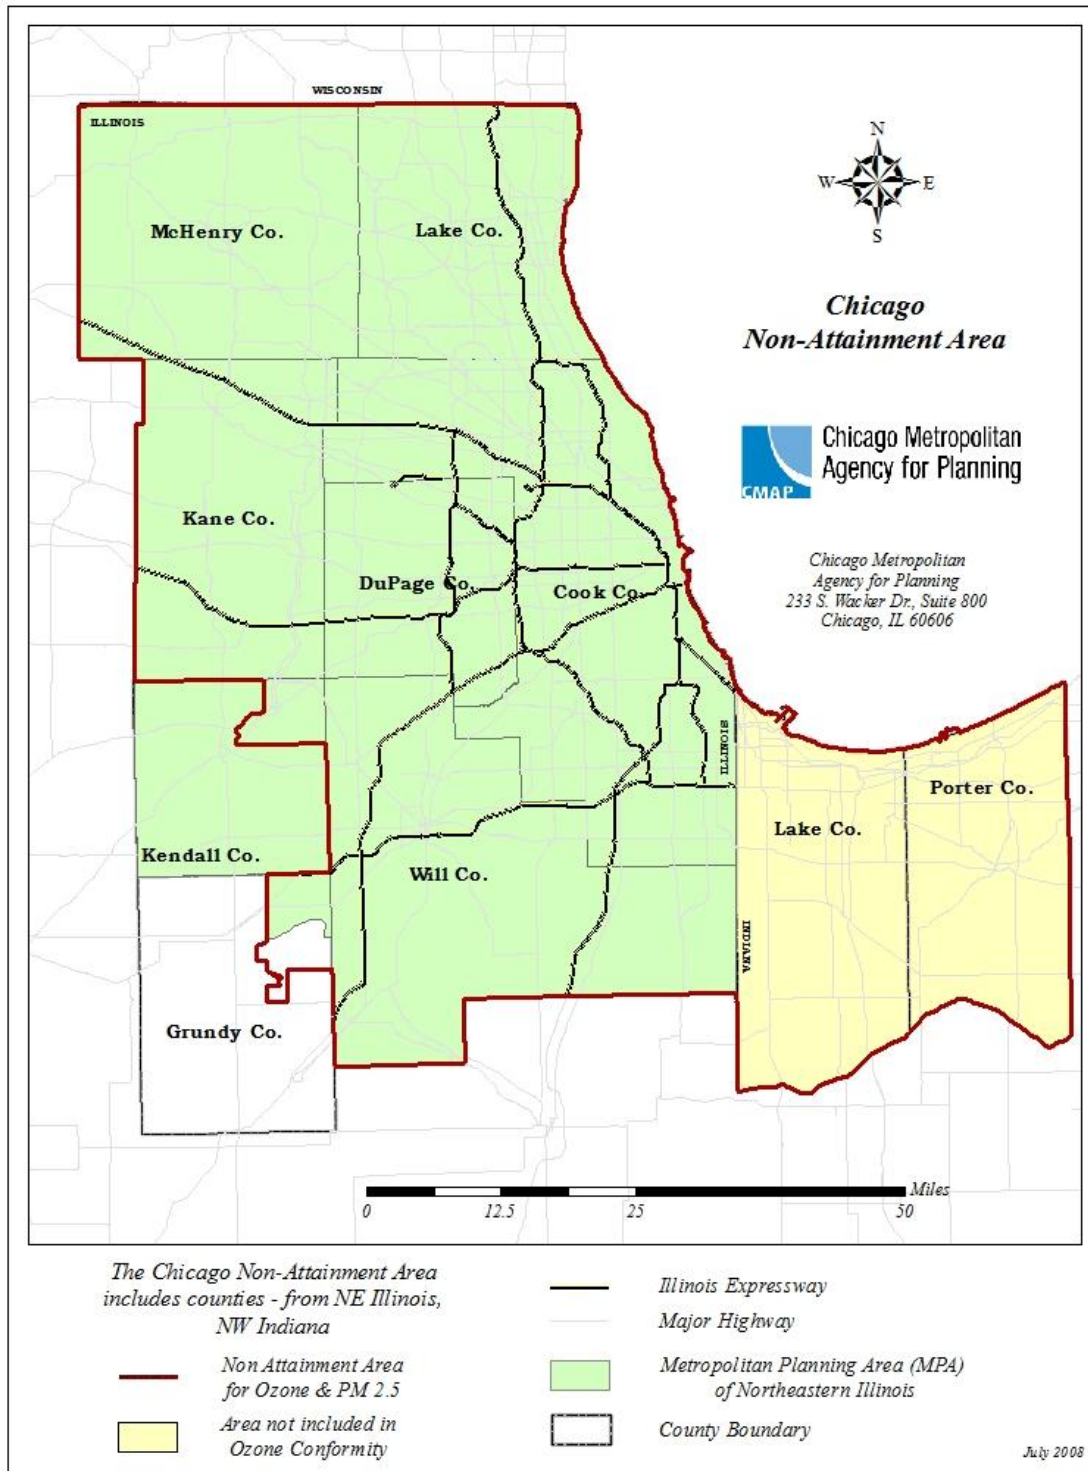 WISCONSIN
ILLINOIS
McHenry Co.
Lake Co.
N
W
E
S
Chicago
Non-Attainment Area
CMAP
Chicago Metropolitan
Agency for Planning
Kane Co.
DuPage Co.
Cook Co.
Chicago Metropolitan
Agency for Planning
233 S. Wacker Dr., Suite 800
Chicago, IL 60606
ILLINOIS
INDIANA
Porter Co.
Lake Co.
Kendall Co.
Will Co.
Grundy Co.
Miles
0 12.5 25 50
The Chicago Non-Attainment Area
includes counties - from NE Illinois,
NW Indiana
Non Attainment Area
for Ozone & PM 2.5
Area not included in
Ozone Conformity
Illinois Expressway
Major Highway
Metropolitan Planning Area (MPA)
of Northeastern Illinois
County Boundary
July 2008